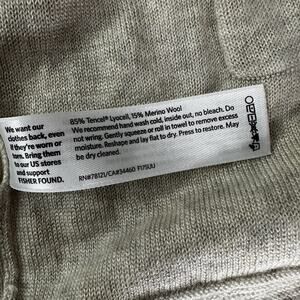 We want our
clothes back, even
if they're worn or
torn. Bring them
to our US stores
and support
FISHER FOUND.
85% Tencel® Lyocell, 15% Merino Wool
We recommend hand wash cold, inside out, no bleach. Do
not wring. Gently squeeze or roll in towel to remove excess
moisture. Reshape and lay flat to dry. Press to restore. May
be dry cleaned.
RN#78121/CA#34460 F17SUU